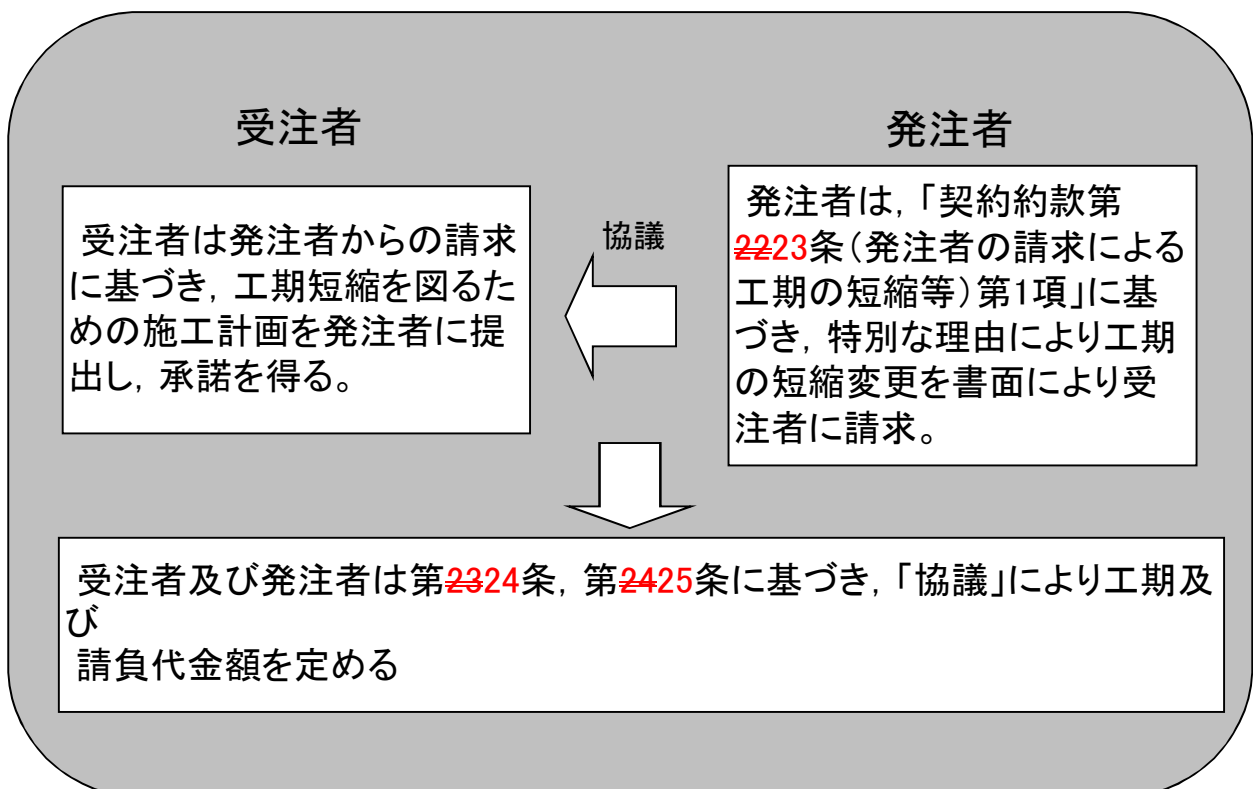 受注者
発注者
受注者は発注者からの請求
に基づき，工期短縮を図るた
めの施工計画を発注者に提
出し，承諾を得る。
協議
発注者は，「契約約款第
2223条（発注者の請求による
工期の短縮等）第1項」に基
づき，特別な理由により工期
の短縮変更を書面により受
注者に請求。
受注者及び発注者は第2324条，第2425条に基づき，「協議」により工期及
び
請負代金額を定める